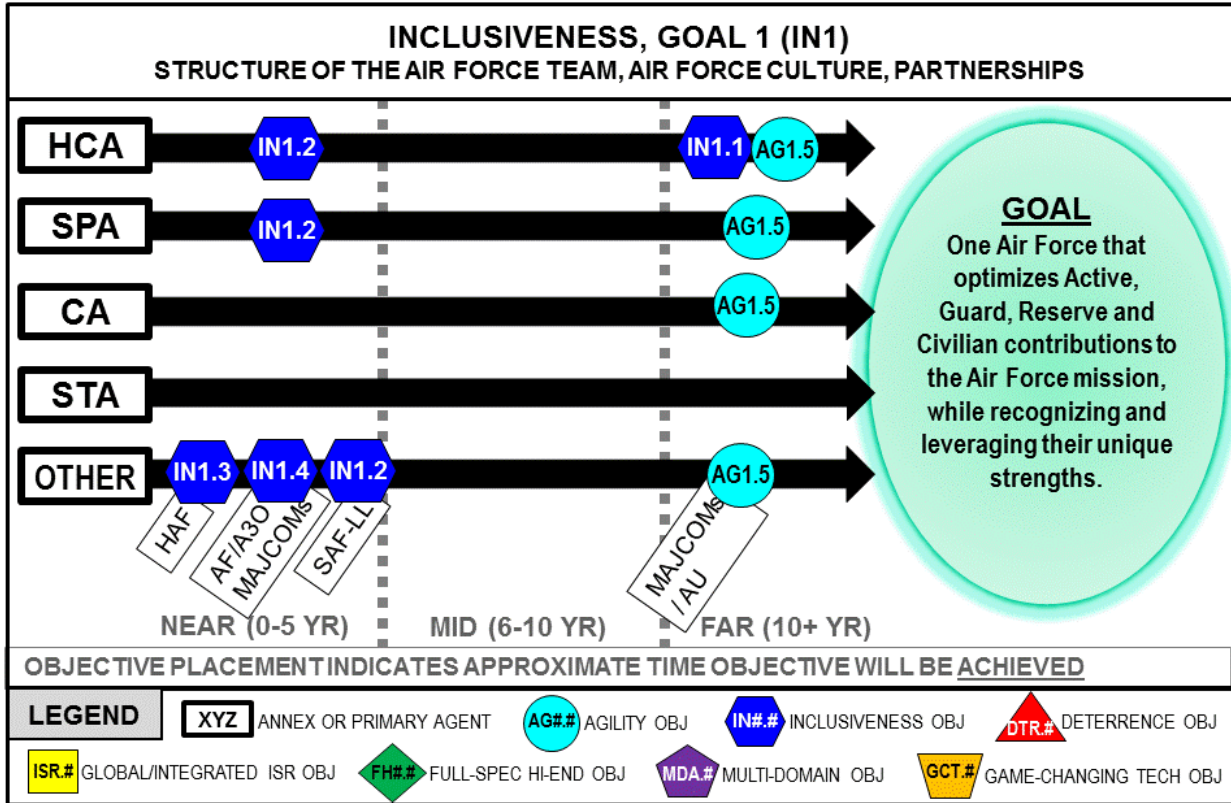 INCLUSIVENESS, GOAL 1 (IN1)
STRUCTURE OF THE AIR FORCE TEAM, AIR FORCE CULTURE, PARTNERSHIPS
HCA
IN1.2
IN1.1
AG1.5
SPA
IN1.2
AG1.5
CA
AG1.5
STA
OTHER
IN1.3
IN1.4
IN1.2
AG1.5
HAF
AF/A3O
MAJCOMs
SAF-LL
MAJCOMs
/AU
GOAL
One Air Force that
optimizes Active,
Guard, Reserve and
Civilian contributions to
the Air Force mission,
while recognizing and
leveraging their unique
strengths.
NEAR (0-5 YR)
MID (6-10 YR)
FAR (10+ YR)
OBJECTIVE PLACEMENT INDICATES APPROXIMATE TIME OBJECTIVE WILL BE ACHIEVED
LEGEND
XYZ ANNEX OR PRIMARY AGENT
AG#.# AGILITY OBJ
IN#.# INCLUSIVENESS OBJ
DTR.# DETERRENCE OBJ
ISR.# GLOBAL/INTEGRATED ISR OBJ
FH#.# FULL-SPEC HI-END OBJ
MDA.# MULTI-DOMAIN OBJ
GCT.# GAME-CHANGING TECH OBJ